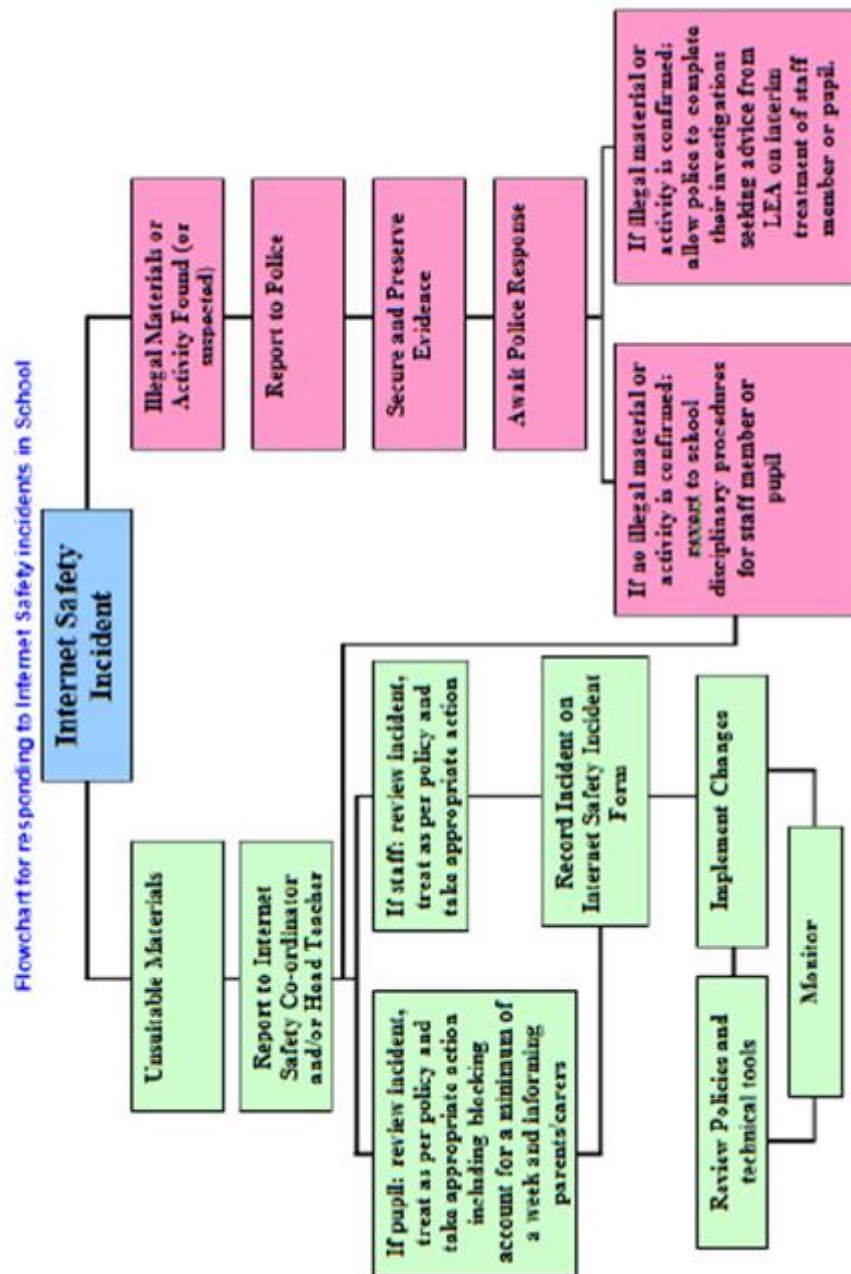 Flowchart for responding to Internet Safety incidents in School
Internet Safety
Incident
Unsuitable Materials
Report to Internet
Safety Co-ordinator
and/or Head Teacher
If pupil: review incident,
treat as per policy and
take appropriate action
including blocking
account for a minimum of
a week and informing
parents/carers
If staff: review incident,
treat as per policy and
take appropriate action
Record Incident on
Internet Safety Incident
Form
Review Policies and
technical tools
Implement Changes
Monitor
Illegal Materials or
Activity Found (or
suspected)
Report to Police
Secure and Preserve
Evidence
Await Police Response
If no illegal material or
activity is confirmed:
revert to school
disciplinary procedures
for staff member or
pupil
If illegal material or
activity is confirmed:
allow police to complete
their investigation:
seeking advice from
LEA on interim
treatment of staff
member or pupil.